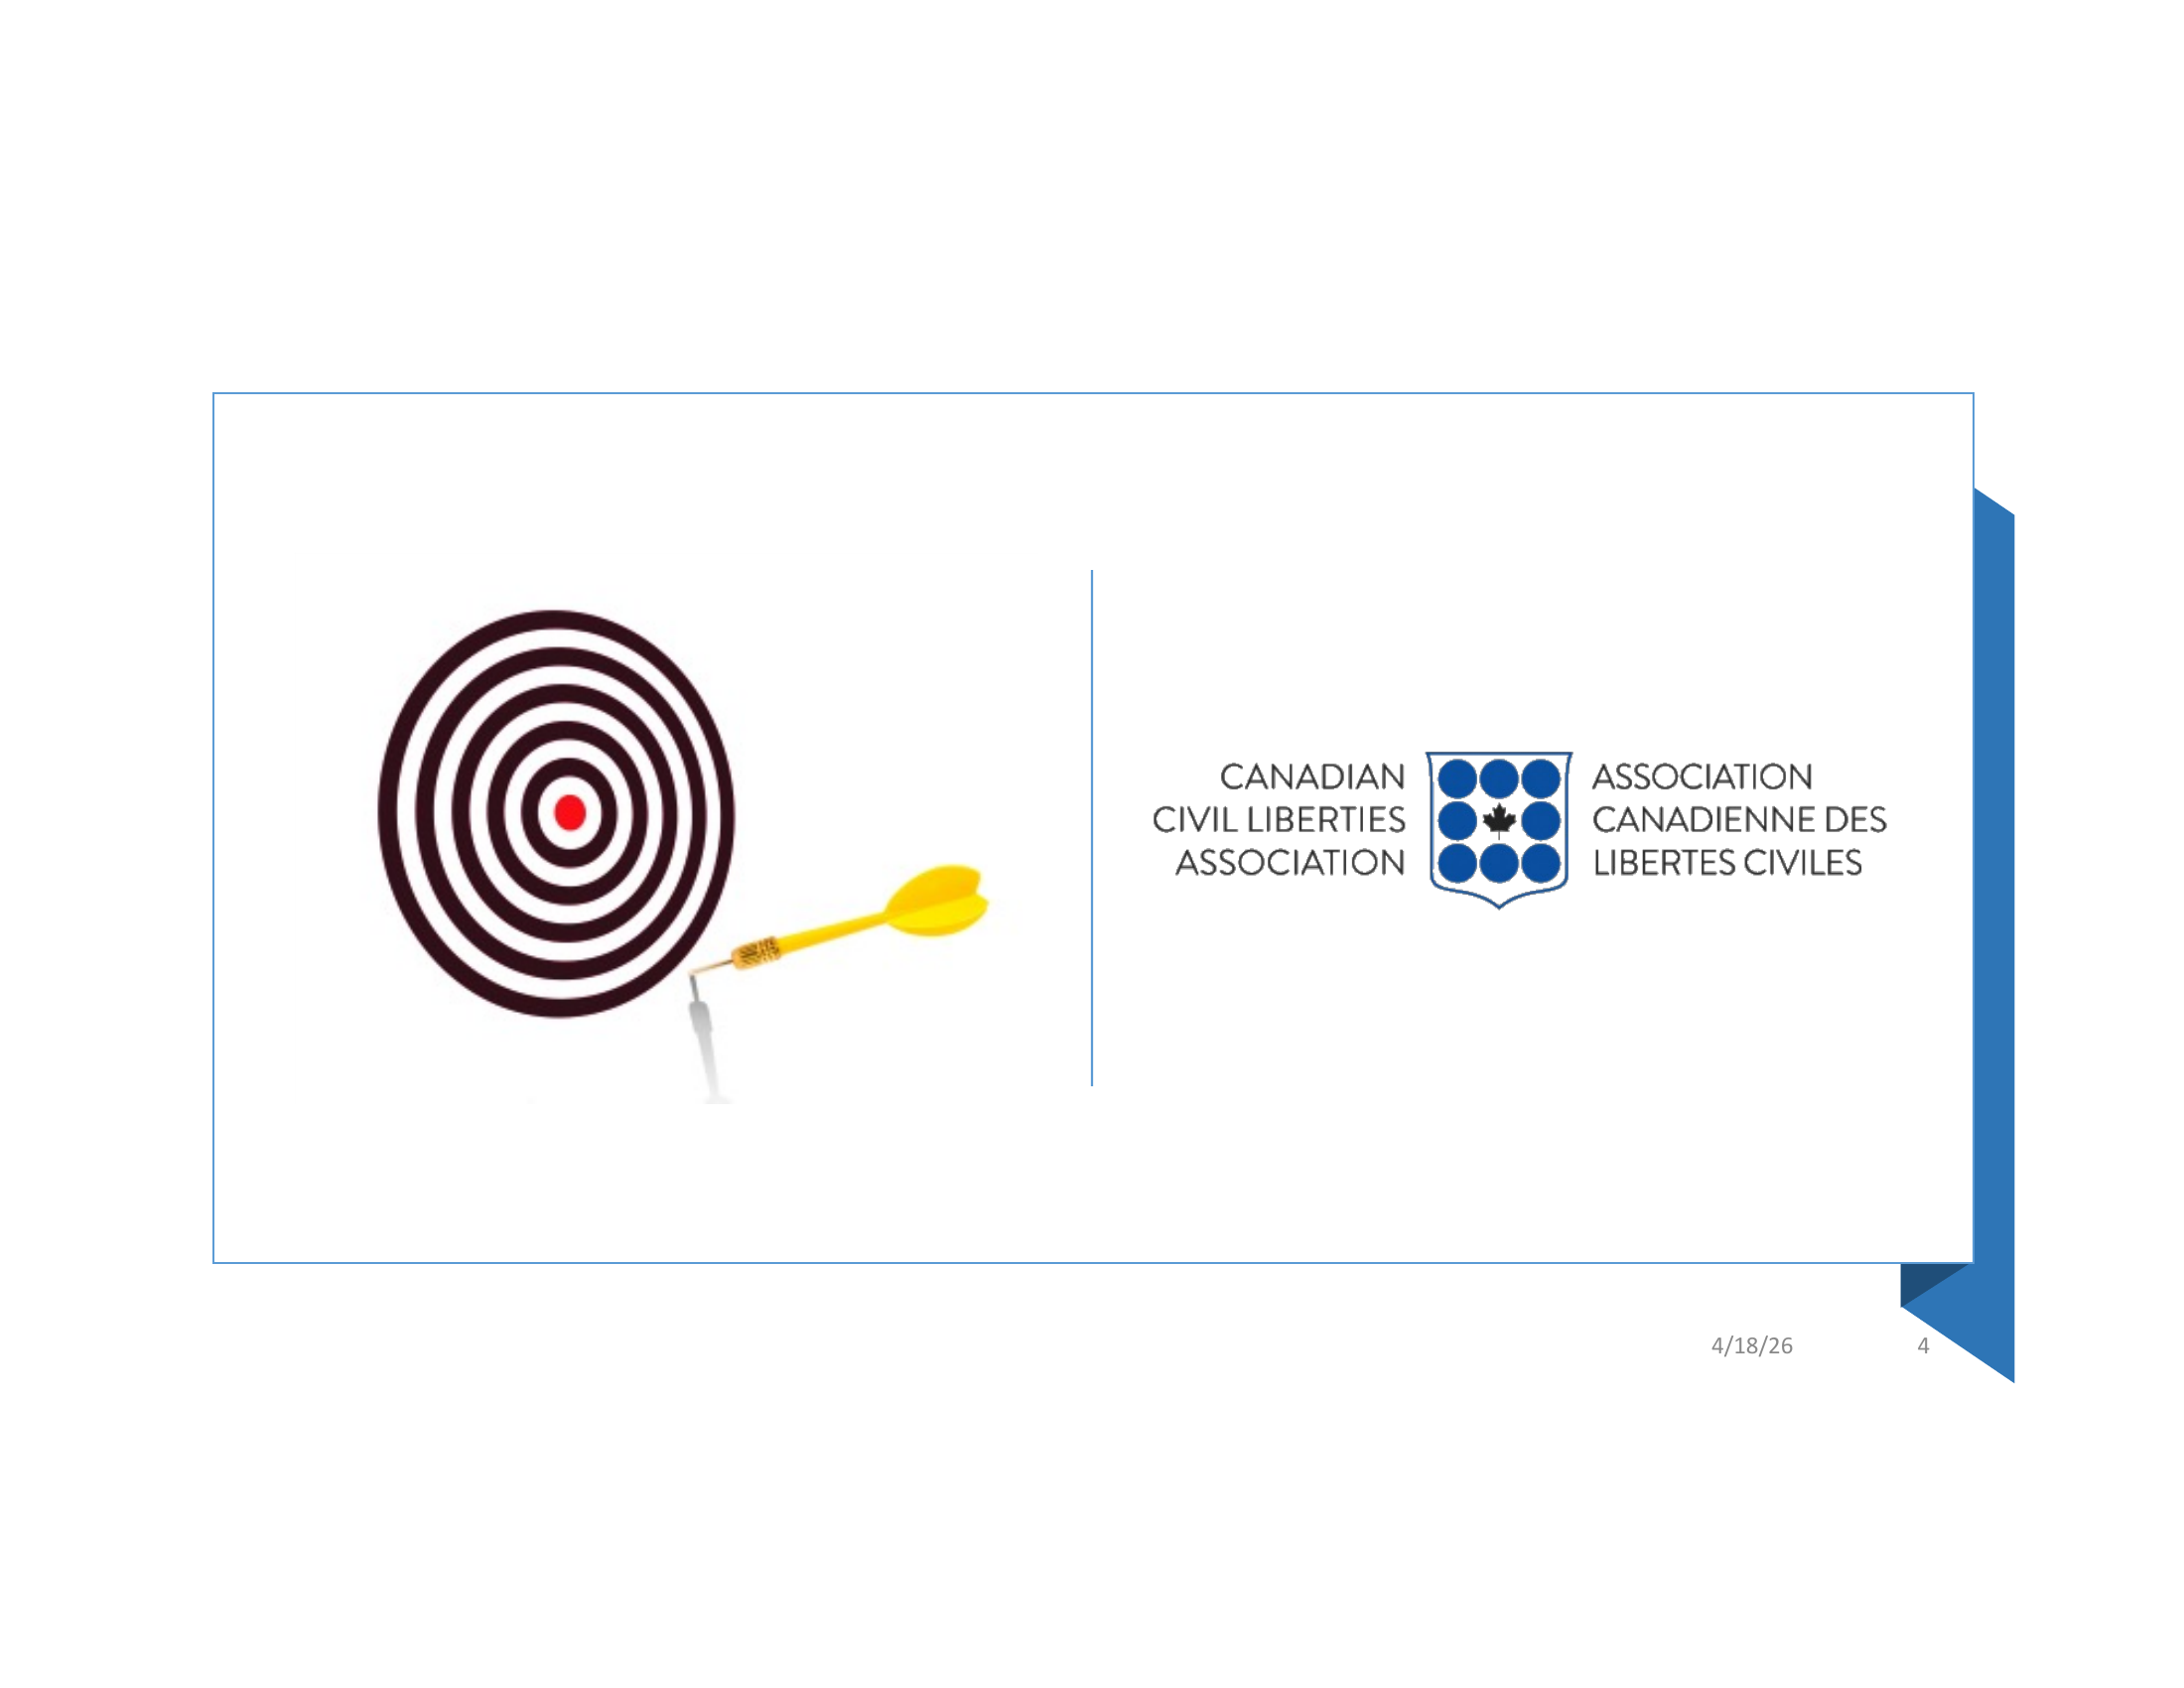 CANADIAN
CIVIL LIBERTIES
ASSOCIATION
ASSOCIATION
CANADIENNE DES
LIBERTES CIVILES
4/18/26
4